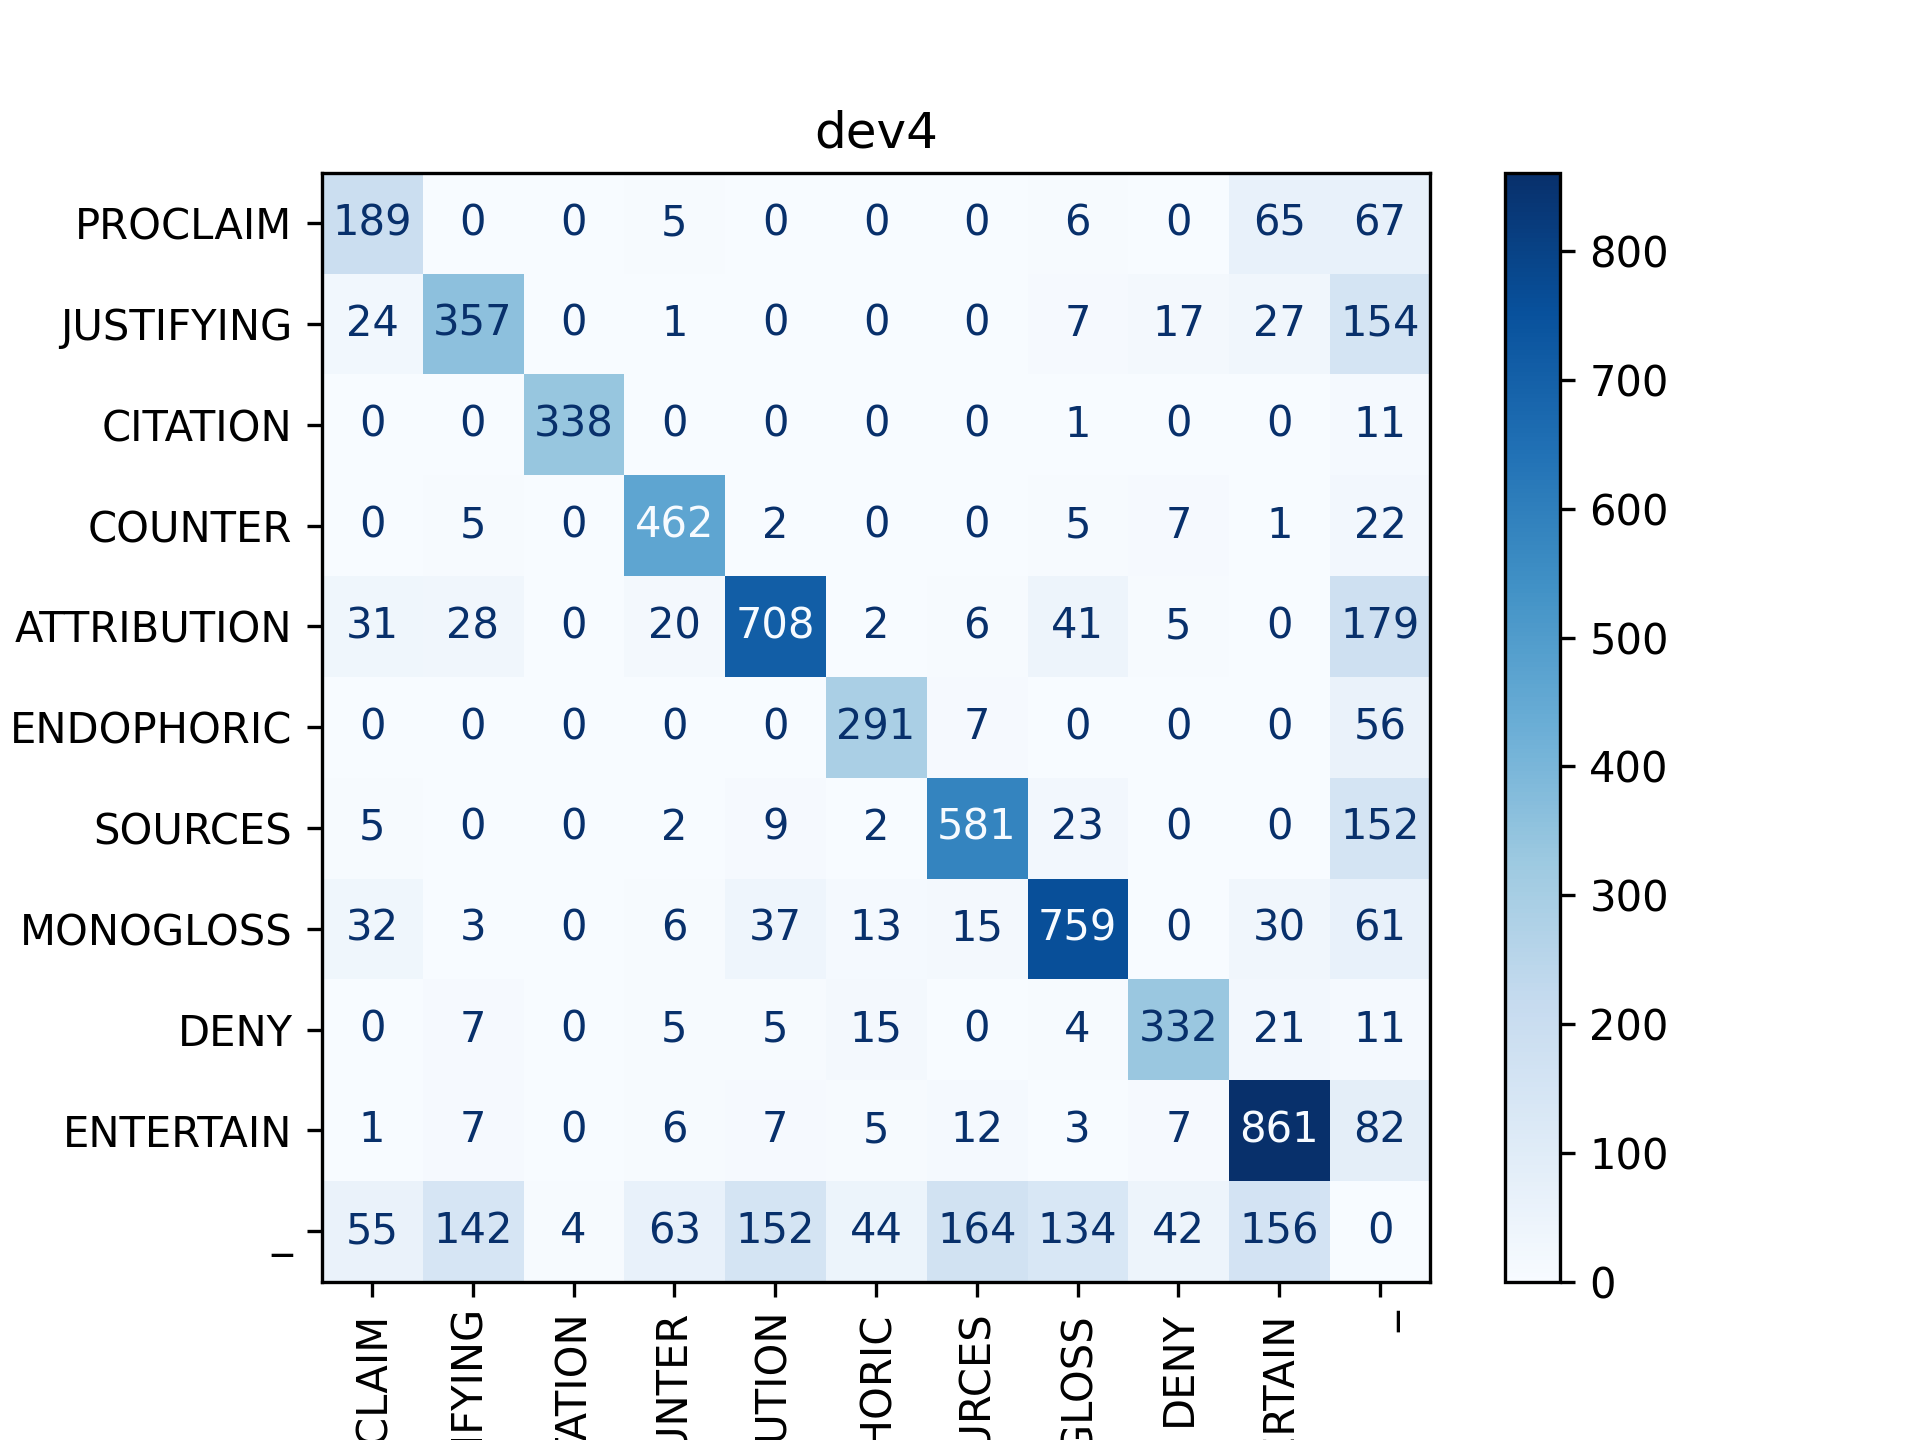 dev4
PROCLAIM 189 0 0 5 0 0 0 6 0 65 67
JUSTIFYING 24 357 0 1 0 0 0 7 17 27 154
CITATION 0 0 338 0 0 0 0 1 0 0 11
COUNTER 0 5 0 462 2 0 0 5 7 1 22
ATTRIBUTION 31 28 0 20 708 2 6 41 5 0 179
ENDOPHORIC 0 0 0 0 0 291 7 0 0 0 56
SOURCES 5 0 0 2 9 2 581 23 0 0 152
MONOGLOSS 32 3 0 6 37 13 15 759 0 30 61
DENY 0 7 0 5 5 15 0 4 332 21 11
ENTERTAIN 1 7 0 6 7 5 12 3 7 861 82
_ 55 142 4 63 152 44 164 134 42 156 0
CLAIM
IFYING
TATION
UNTER
UTION
HORIC
URCES
GLOSS
DENY
RTAIN
_
800
700
600
500
400
300
200
100
0